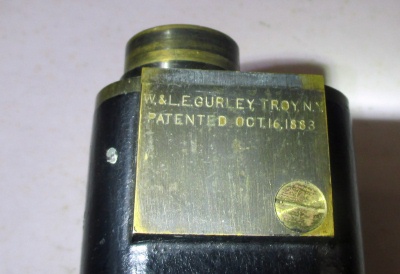 W. & L.E. GURLEY, TROY, N.Y.
PATENTED OCT. 16, 1883